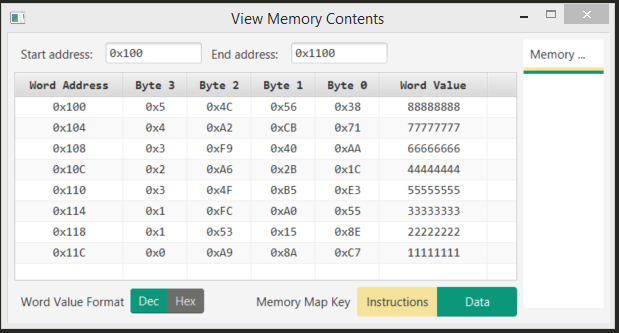 View Memory Contents
Start address: 0x100 End address: 0x1100
Memory ...
Word Address Byte 3 Byte 2 Byte 1 Byte 0 Word Value
0x100 0x5 0x4C 0x56 0x38 88888888
0x104 0x4 0xA2 0xCB 0x71 77777777
0x108 0x3 0xF9 0x40 0xAA 66666666
0x10C 0x2 0xA6 0x2B 0x1C 44444444
0x110 0x3 0x4F 0xB5 0xE3 55555555
0x114 0x1 0xFC 0xA0 0x55 33333333
0x118 0x1 0x53 0x15 0x8E 22222222
0x11C 0x0 0xA9 0x8A 0xC7 11111111
Word Value Format Dec Hex Memory Map Key Instructions Data